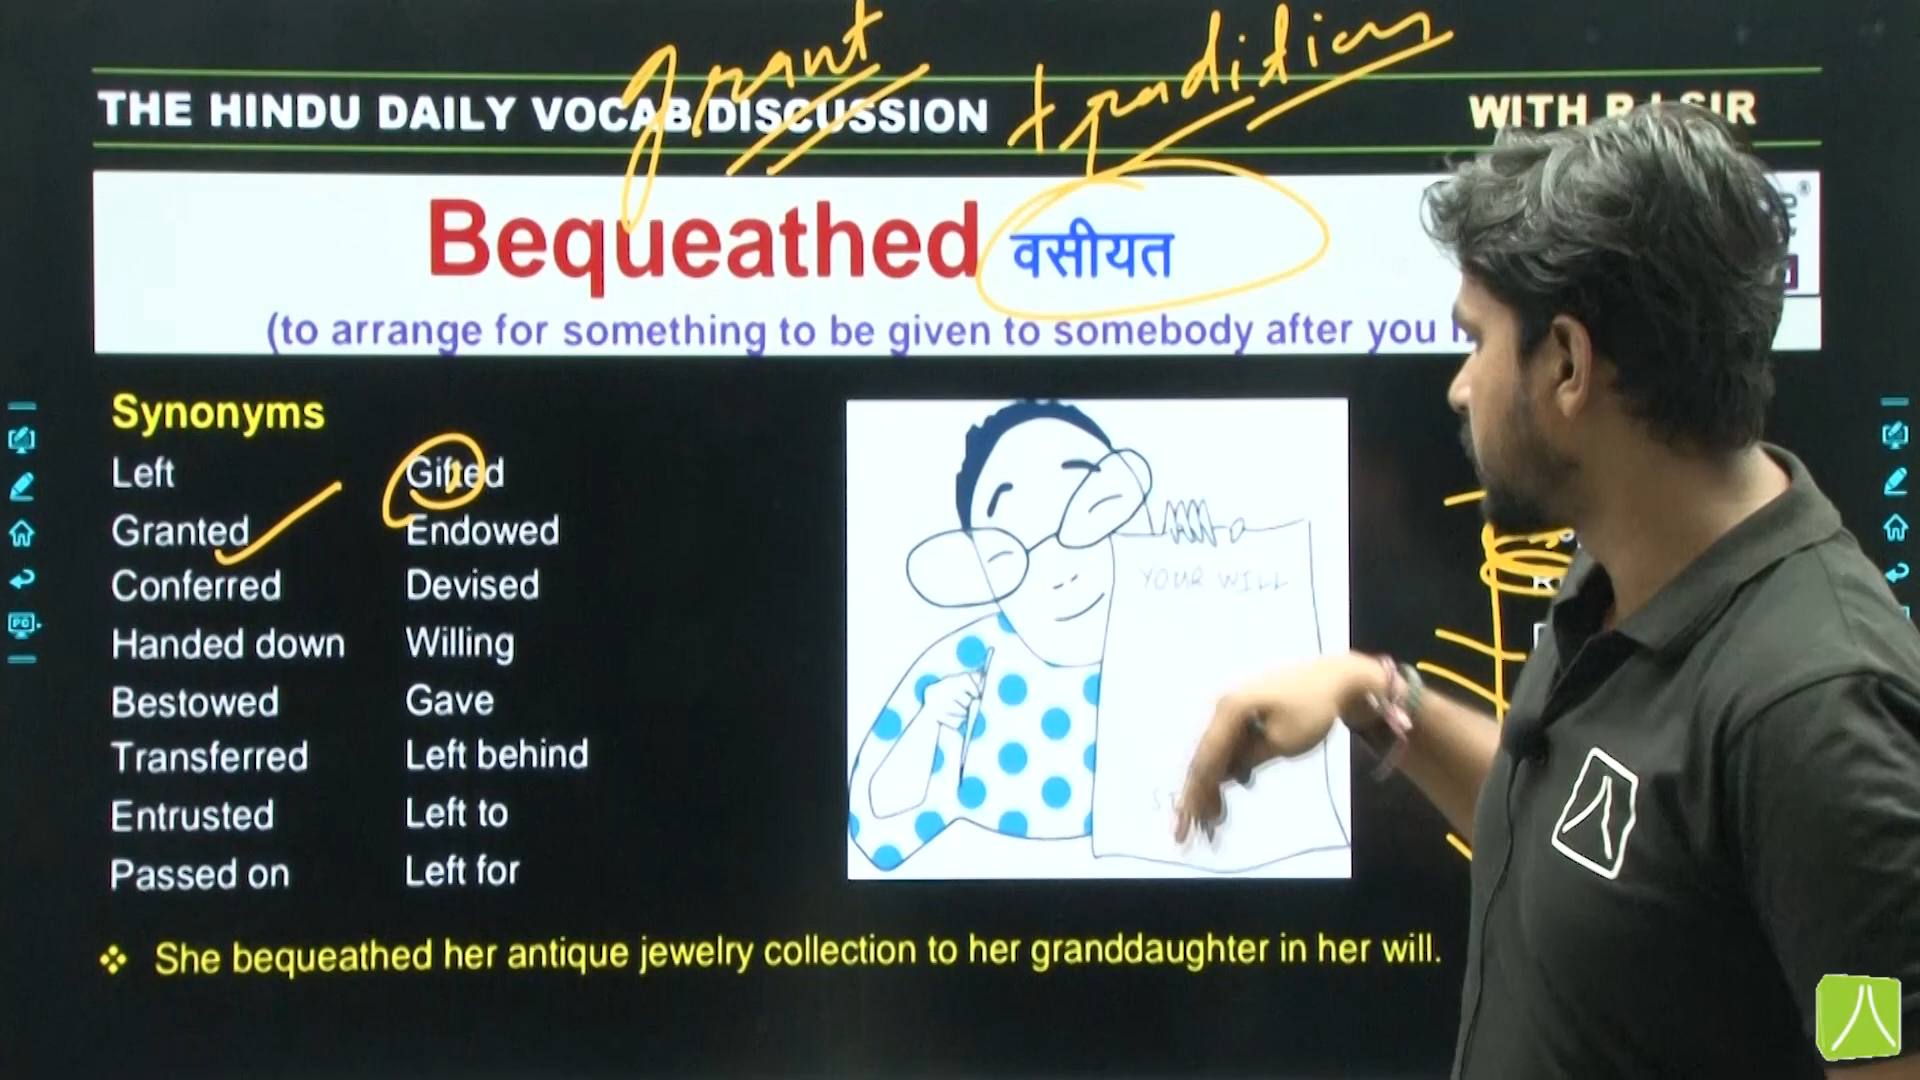 grant tradition
THE HINDU DAILY VOCAB DISCUSSION WITH R.J SIR
Bequeathed वसीयत
(to arrange for something to be given to somebody after you
Synonyms
Left Gifted
Granted Endowed
Conferred Devised
Handed down Willing
Bestowed Gave
Transferred Left behind
Entrusted Left to
Passed on Left for
YOUR WILL
❖ She bequeathed her antique jewelry collection to her granddaughter in her will.
PC